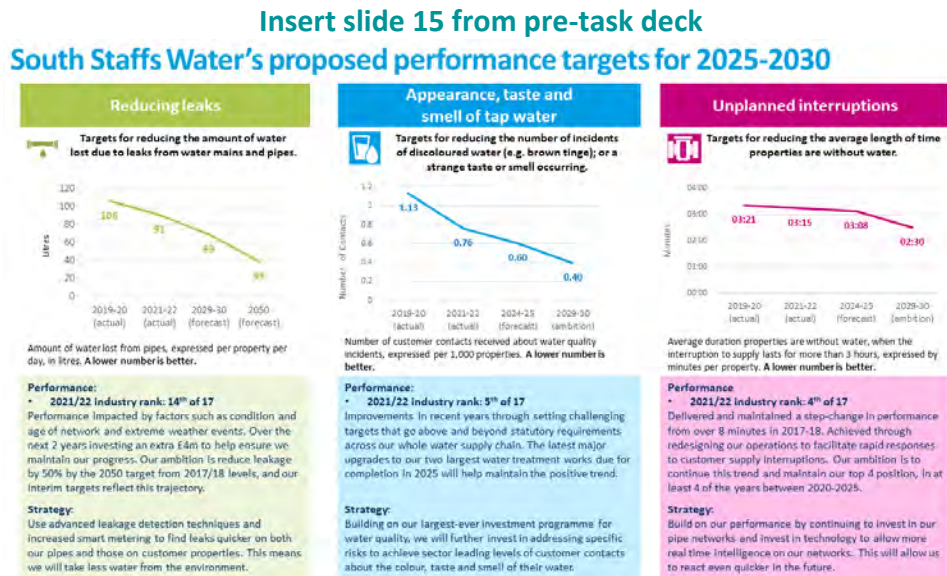 Insert slide 15 from pre-task deck
South Staffs Water's proposed performance targets for 2025-2030
Reducing leaks
Targets for reducing the amount of water
lost due to leaks from water mains and pipes.
120
100
80
60
40
20
0
Litres
106
91
69
2019-20
(actual)
2021-22
(actual)
2029-30
(forecast)
2050
(forecast)
Amount of water lost from pipes, expressed per property per
day, in litres. A lower number is better.
Performance:
• 2021/22 industry rank: 14th of 17
Performance impacted by factors such as condition and
age of network and extreme weather events. Over the
next 2 years investing an extra £4m to help ensure we
maintain our progress. Our ambition is reduce leakage
by 50% by the 2050 target from 2017/18 levels, and our
interim targets reflect this trajectory.
Strategy:
Use advanced leakage detection techniques and
increased smart metering to find leaks quicker on both
our pipes and those on customer properties. This means
we will take less water from the environment.
Appearance, taste and
smell of tap water
Targets for reducing the number of incidents
of discoloured water (e.g. brown tinge); or a
strange taste or smell occurring.
1.2
1
0.8
0.6
0.4
0.2
0
Number of Contacts
1.13
0.76
0.60
0.40
2019-20
(actual)
2021-22
(actual)
2024-25
(forecast)
2029-30
(ambition)
Number of customer contacts received about water quality
incidents, expressed per 1,000 properties. A lower number is
better.
Performance:
• 2021/22 industry rank: 5th of 17
Improvements in recent years through setting challenging
targets that go above and beyond statutory requirements
across our whole water supply chain. The latest major
upgrades to our two largest water treatment works due for
completion in 2025 will help maintain the positive trend.
Strategy:
Building on our largest-ever investment programme for
water quality, we will further invest in addressing specific
risks to achieve sector leading levels of customer contacts
about the colour, taste and smell of their water.
Unplanned interruptions
Targets for reducing the average length of time
properties are without water.
04:00
03:00
02:00
01:00
00:00
Minutes
03:21
03:15
03:08
02:30
2019-20
(actual)
2021-22
(actual)
2024-25
(forecast)
2029-30
(ambition)
Average duration properties are without water, when the
interruption to supply lasts for more than 3 hours, expressed by
minutes per property. A lower number is better.
Performance
• 2021/22 industry rank: 4th of 17
Delivered and maintained a step-change in performance
from over 8 minutes in 2017-18. Achieved through
redesigning our operations to facilitate rapid responses
to customer supply interruptions. Our ambition is to
continue this trend and maintain our top 4 position, in at
least 4 of the years between 2020-2025.
Strategy:
Build on our performance by continuing to invest in our
pipe networks and invest in technology to allow more
real time intelligence on our networks. This will allow us
to react even quicker in the future.